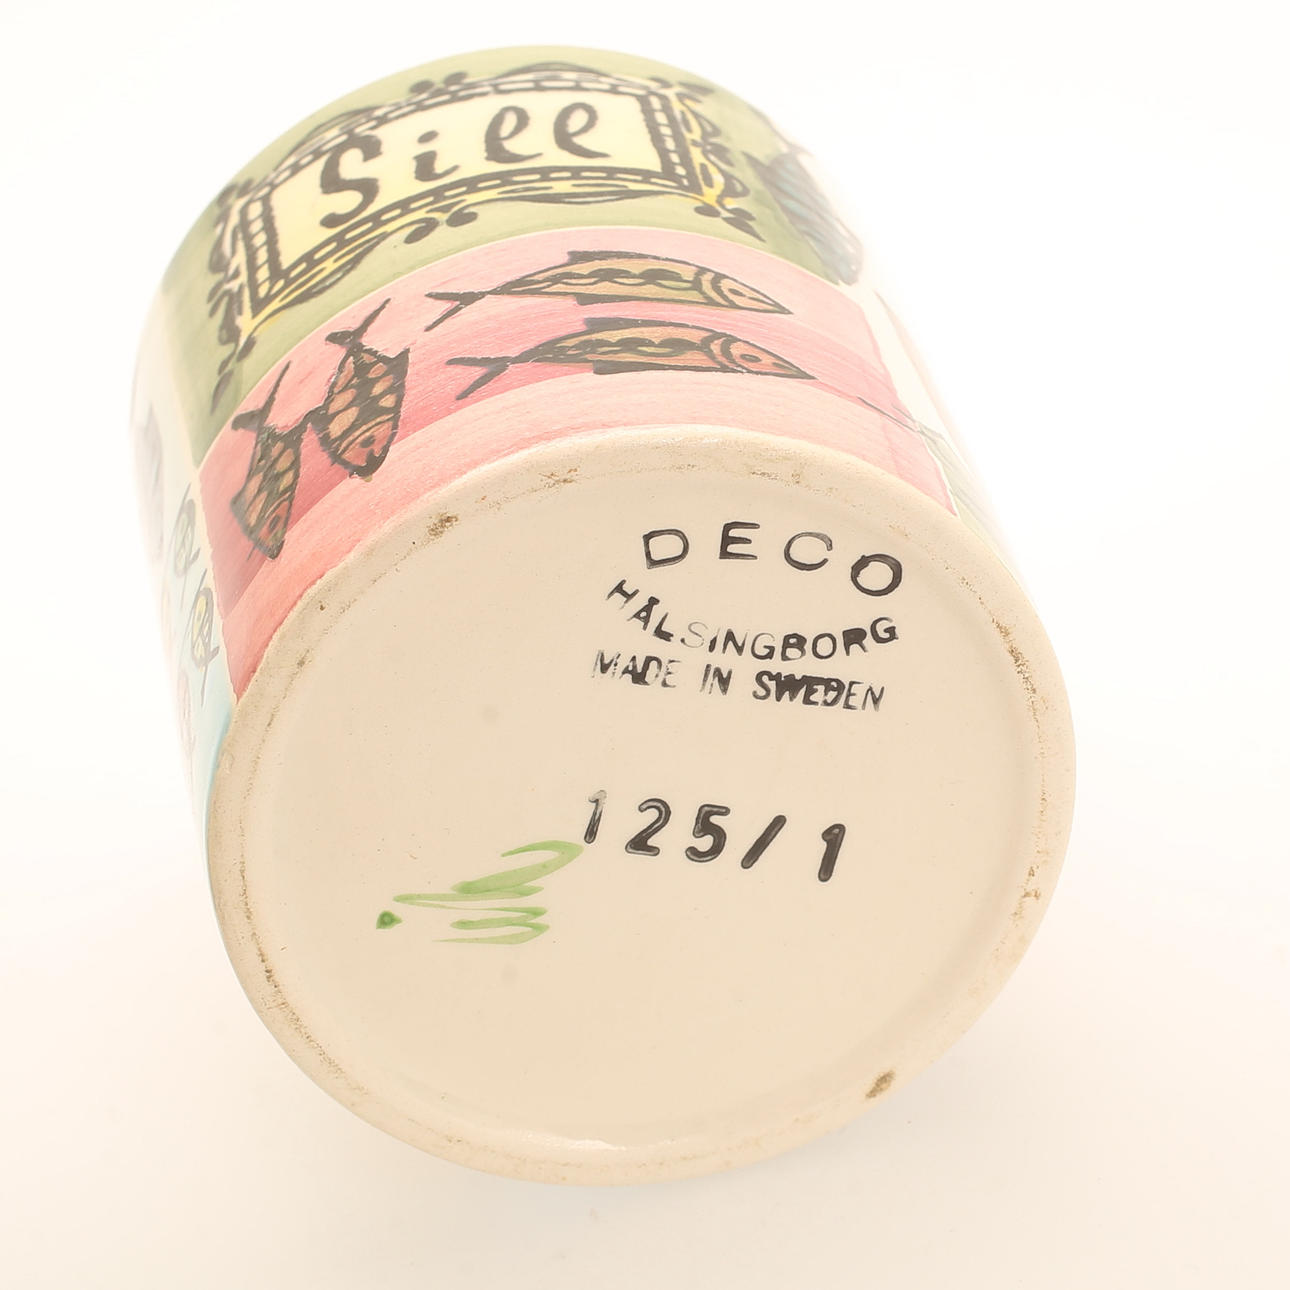 Sill
DECO
HÄLSINGBORG
MADE IN SWEDEN
125/1